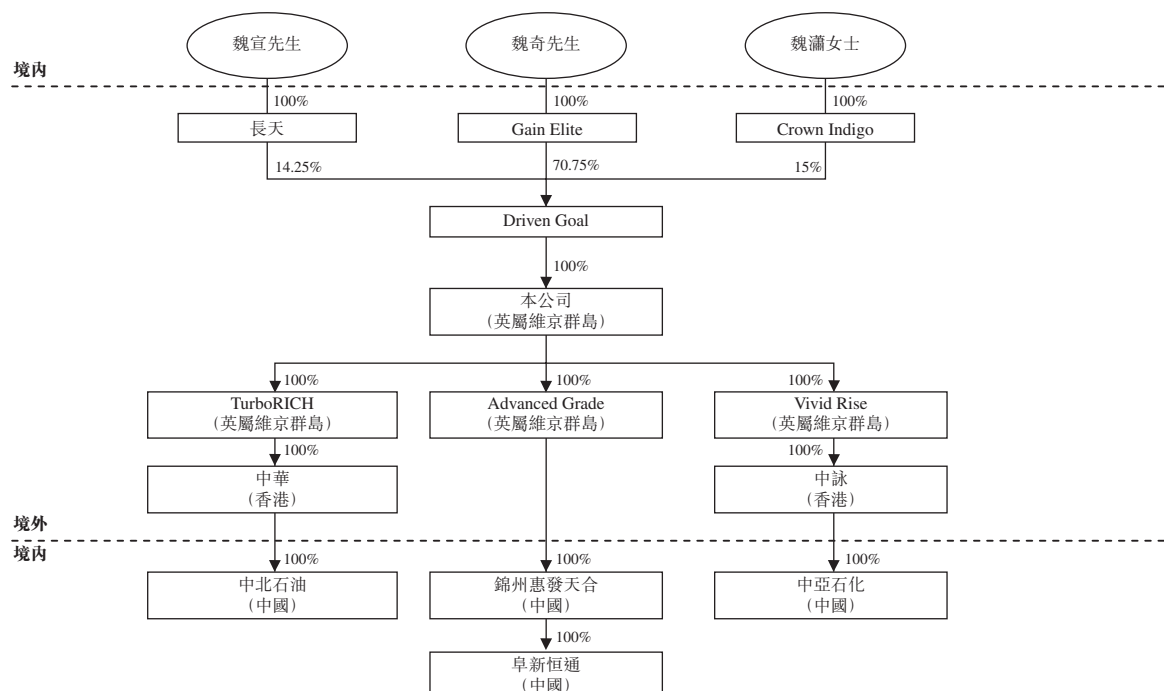 魏宣先生
魏奇先生
魏瀟女士
境內
100%
100%
100%
長天
Gain Elite
Crown Indigo
14.25%
70.75%
15%
Driven Goal
100%
本公司
(英屬維京群島)
100%
100%
100%
TurboRICH
(英屬維京群島)
Advanced Grade
(英屬維京群島)
Vivid Rise
(英屬維京群島)
100%
100%
中華
(香港)
中詠
(香港)
境外
境內
100%
100%
100%
中北石油
(中國)
錦州惠發天合
(中國)
中亞石化
(中國)
100%
阜新恒通
(中國)